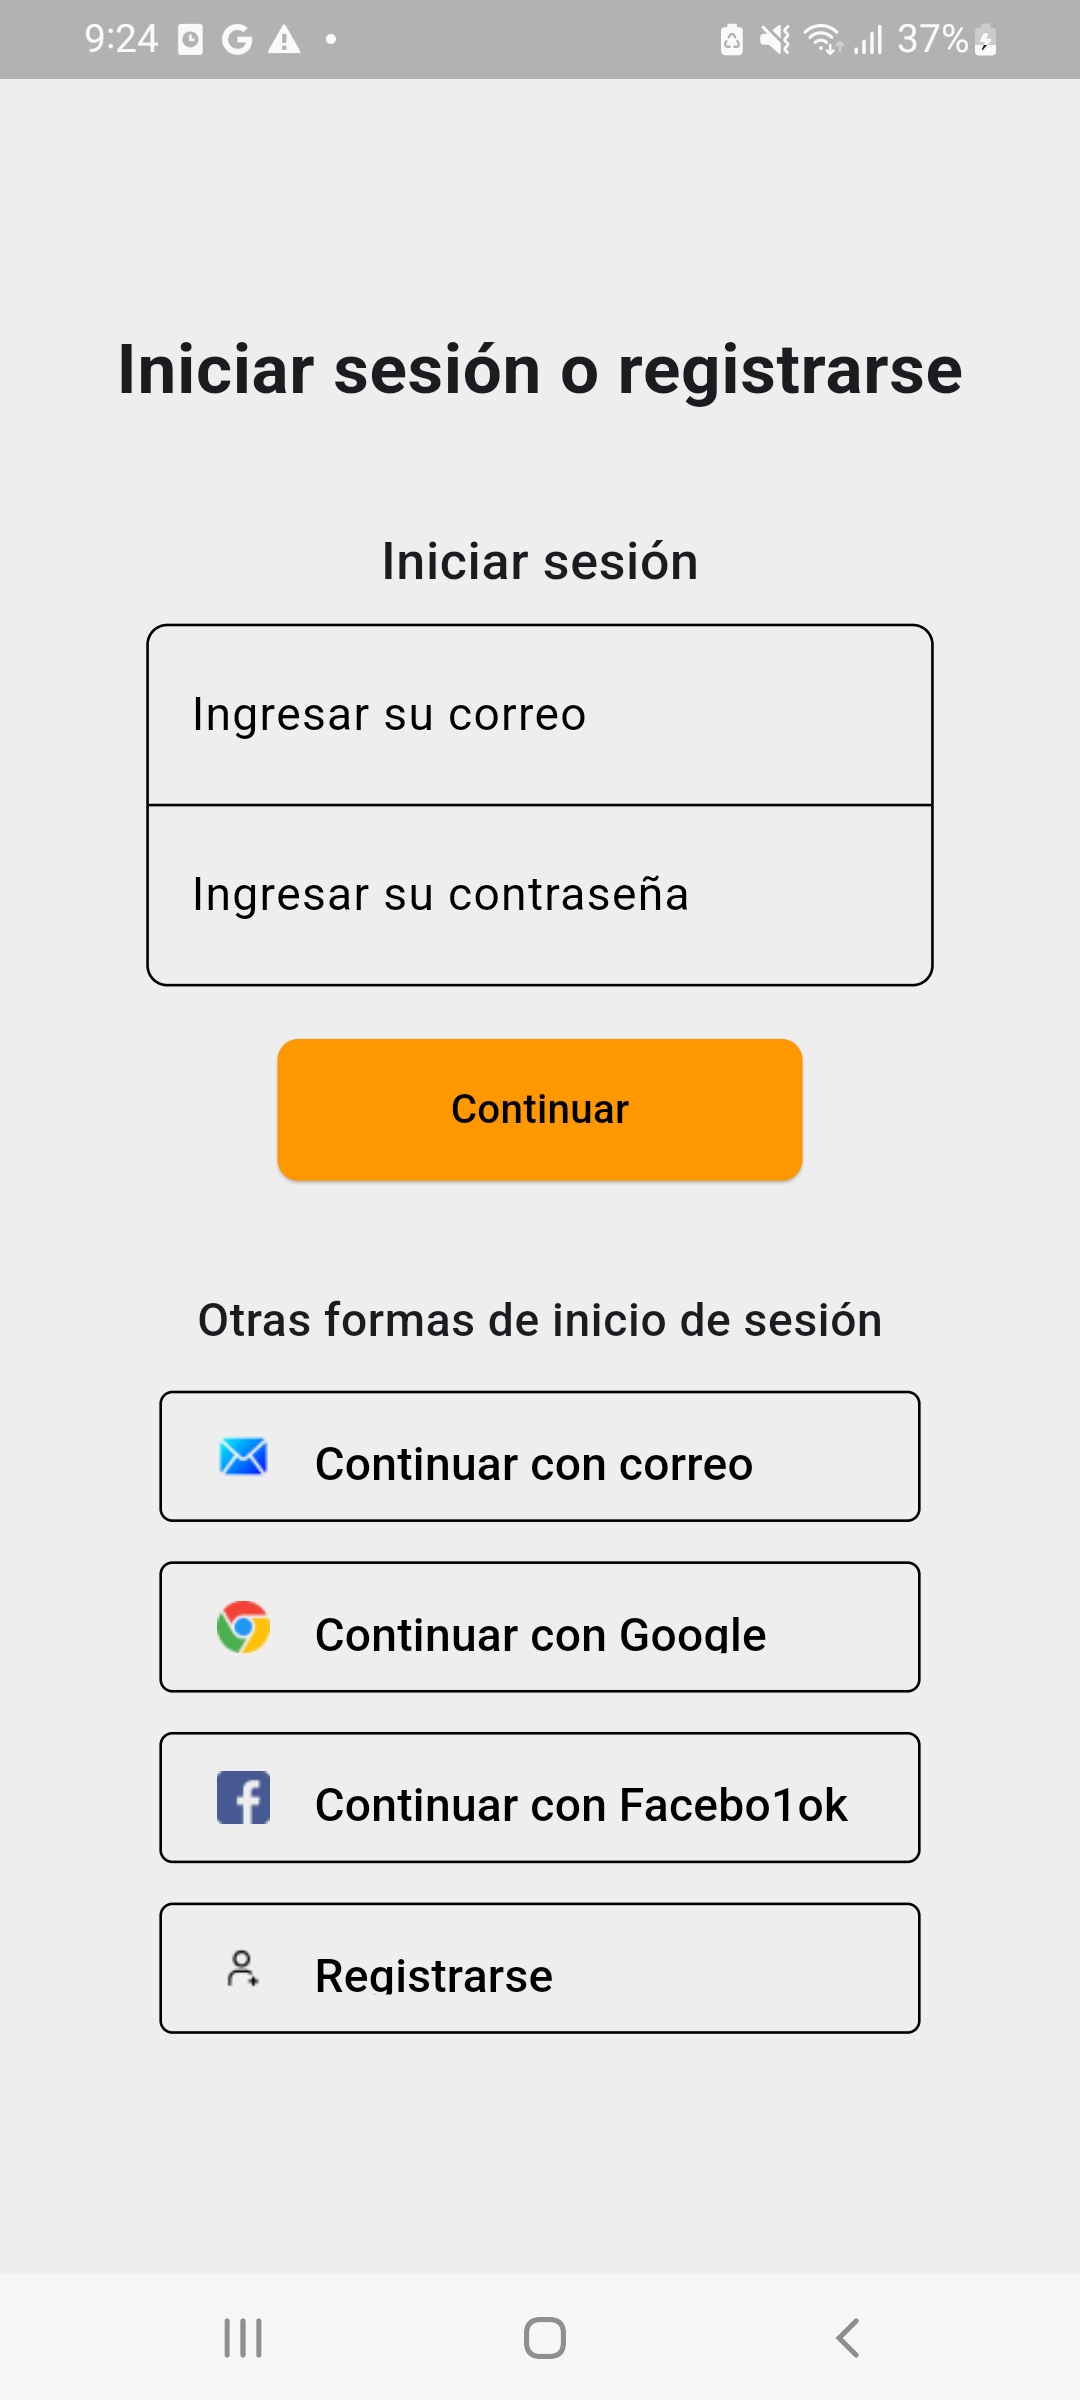 9:24
37%
Iniciar sesión o registrarse
Iniciar sesión
Ingresar su correo
Ingresar su contraseña
Continuar
Otras formas de inicio de sesión
Continuar con correo
Continuar con Google
Continuar con Facebo1ok
Registrarse